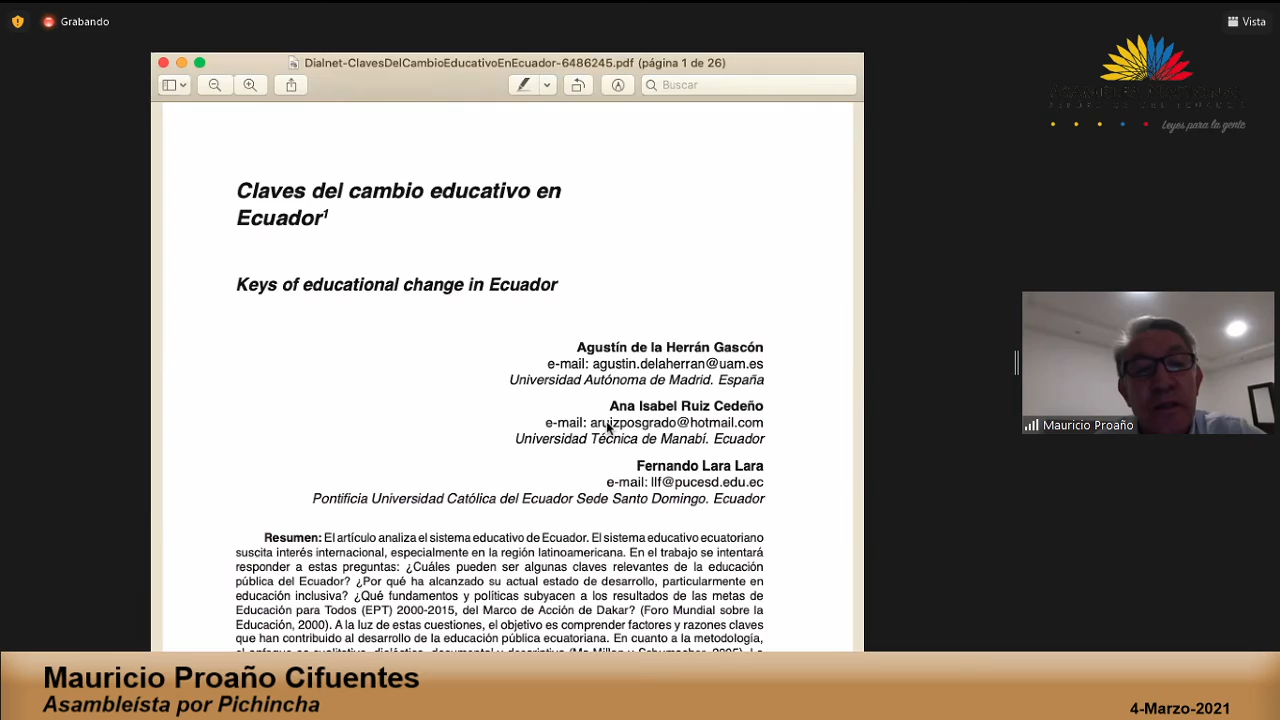 Grabando
Vista
Dialnet-ClavesDelCambioEducativoEnEcuador-6486245.pdf (página 1 de 26)
Buscar
ASAMBLEA NACIONAL
REPÚBLICA DEL ECUADOR
Leyes para la gente
Claves del cambio educativo en
Ecuador¹
Keys of educational change in Ecuador
Agustín de la Herrán Gascón
e-mail: agustin.delaherran@uam.es
Universidad Autónoma de Madrid. España
Ana Isabel Ruiz Cedeño
e-mail: aruizposgrado@hotmail.com
Universidad Técnica de Manabí. Ecuador
Fernando Lara Lara
e-mail: llf@pucesd.edu.ec
Pontificia Universidad Católica del Ecuador Sede Santo Domingo. Ecuador
Resumen: El artículo analiza el sistema educativo de Ecuador. El sistema educativo ecuatoriano
suscita interés internacional, especialmente en la región latinoamericana. En el trabajo se intentará
responder a estas preguntas: ¿Cuáles pueden ser algunas claves relevantes de la educación
pública del Ecuador? ¿Por qué ha alcanzado su actual estado de desarrollo, particularmente en
educación inclusiva? ¿Qué fundamentos y políticas subyacen a los resultados de las metas de
Educación para Todos (EPT) 2000-2015, del Marco de Acción de Dakar? (Foro Mundial sobre la
Educación, 2000). A la luz de estas cuestiones, el objetivo es comprender factores y razones claves
que han contribuido al desarrollo de la educación pública ecuatoriana. En cuanto a la metodología,
Mauricio Proaño
Mauricio Proaño Cifuentes
Asambleísta por Pichincha
4-Marzo-2021